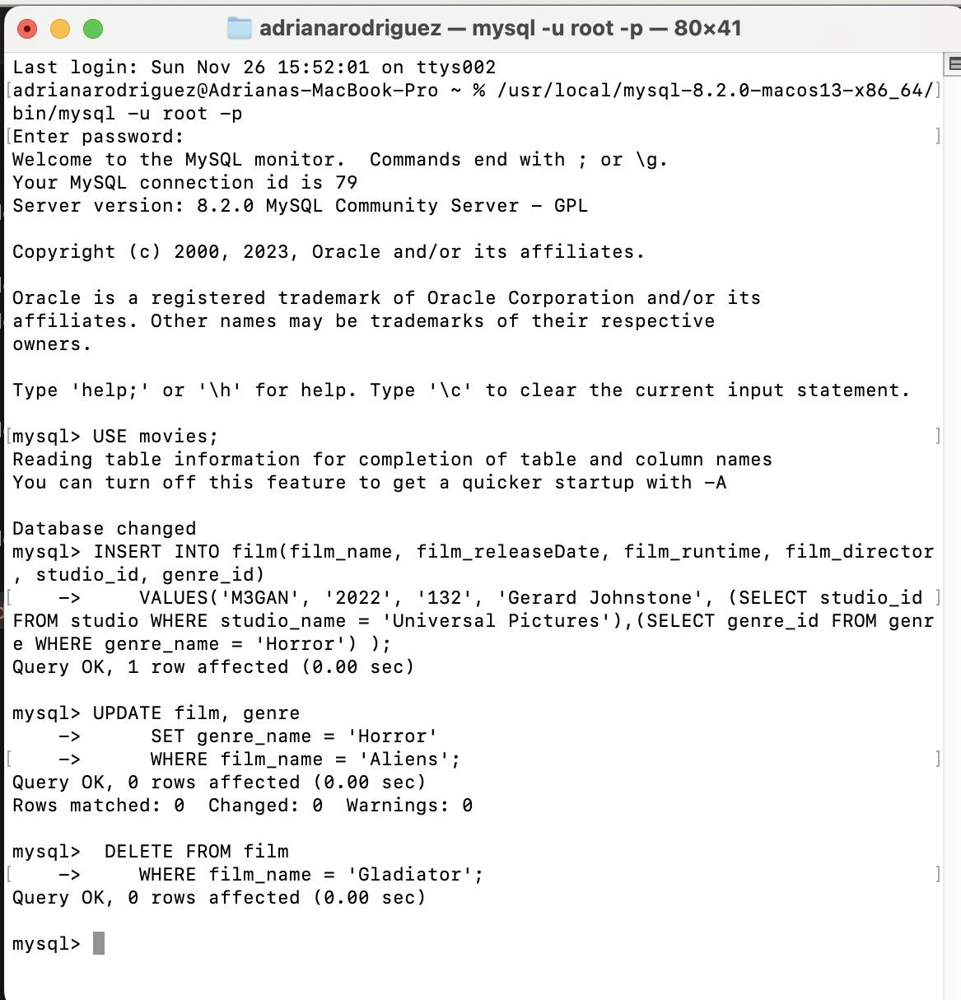 adrianarodriguez — mysql -u root -p — 80×41
Last login: Sun Nov 26 15:52:01 on ttys002
[adrianarodriguez@Adrianas-MacBook-Pro ~ % /usr/local/mysql-8.2.0-macos13-x86_64/]
bin/mysql -u root -p
[Enter password: ]
Welcome to the MySQL monitor.  Commands end with ; or \g.
Your MySQL connection id is 79
Server version: 8.2.0 MySQL Community Server - GPL

Copyright (c) 2000, 2023, Oracle and/or its affiliates.

Oracle is a registered trademark of Oracle Corporation and/or its
affiliates. Other names may be trademarks of their respective
owners.

Type 'help;' or '\h' for help. Type '\c' to clear the current input statement.

[mysql> USE movies; ]
Reading table information for completion of table and column names
You can turn off this feature to get a quicker startup with -A

Database changed
mysql> INSERT INTO film(film_name, film_releaseDate, film_runtime, film_director
, studio_id, genre_id)
[    ->     VALUES('M3GAN', '2022', '132', 'Gerard Johnstone', (SELECT studio_id ]
FROM studio WHERE studio_name = 'Universal Pictures'),(SELECT genre_id FROM genr
e WHERE genre_name = 'Horror') );
Query OK, 1 row affected (0.00 sec)

mysql> UPDATE film, genre
    ->      SET genre_name = 'Horror'
[    ->      WHERE film_name = 'Aliens'; ]
Query OK, 0 rows affected (0.00 sec)
Rows matched: 0  Changed: 0  Warnings: 0

mysql>  DELETE FROM film
[    ->     WHERE film_name = 'Gladiator'; ]
Query OK, 0 rows affected (0.00 sec)

mysql>